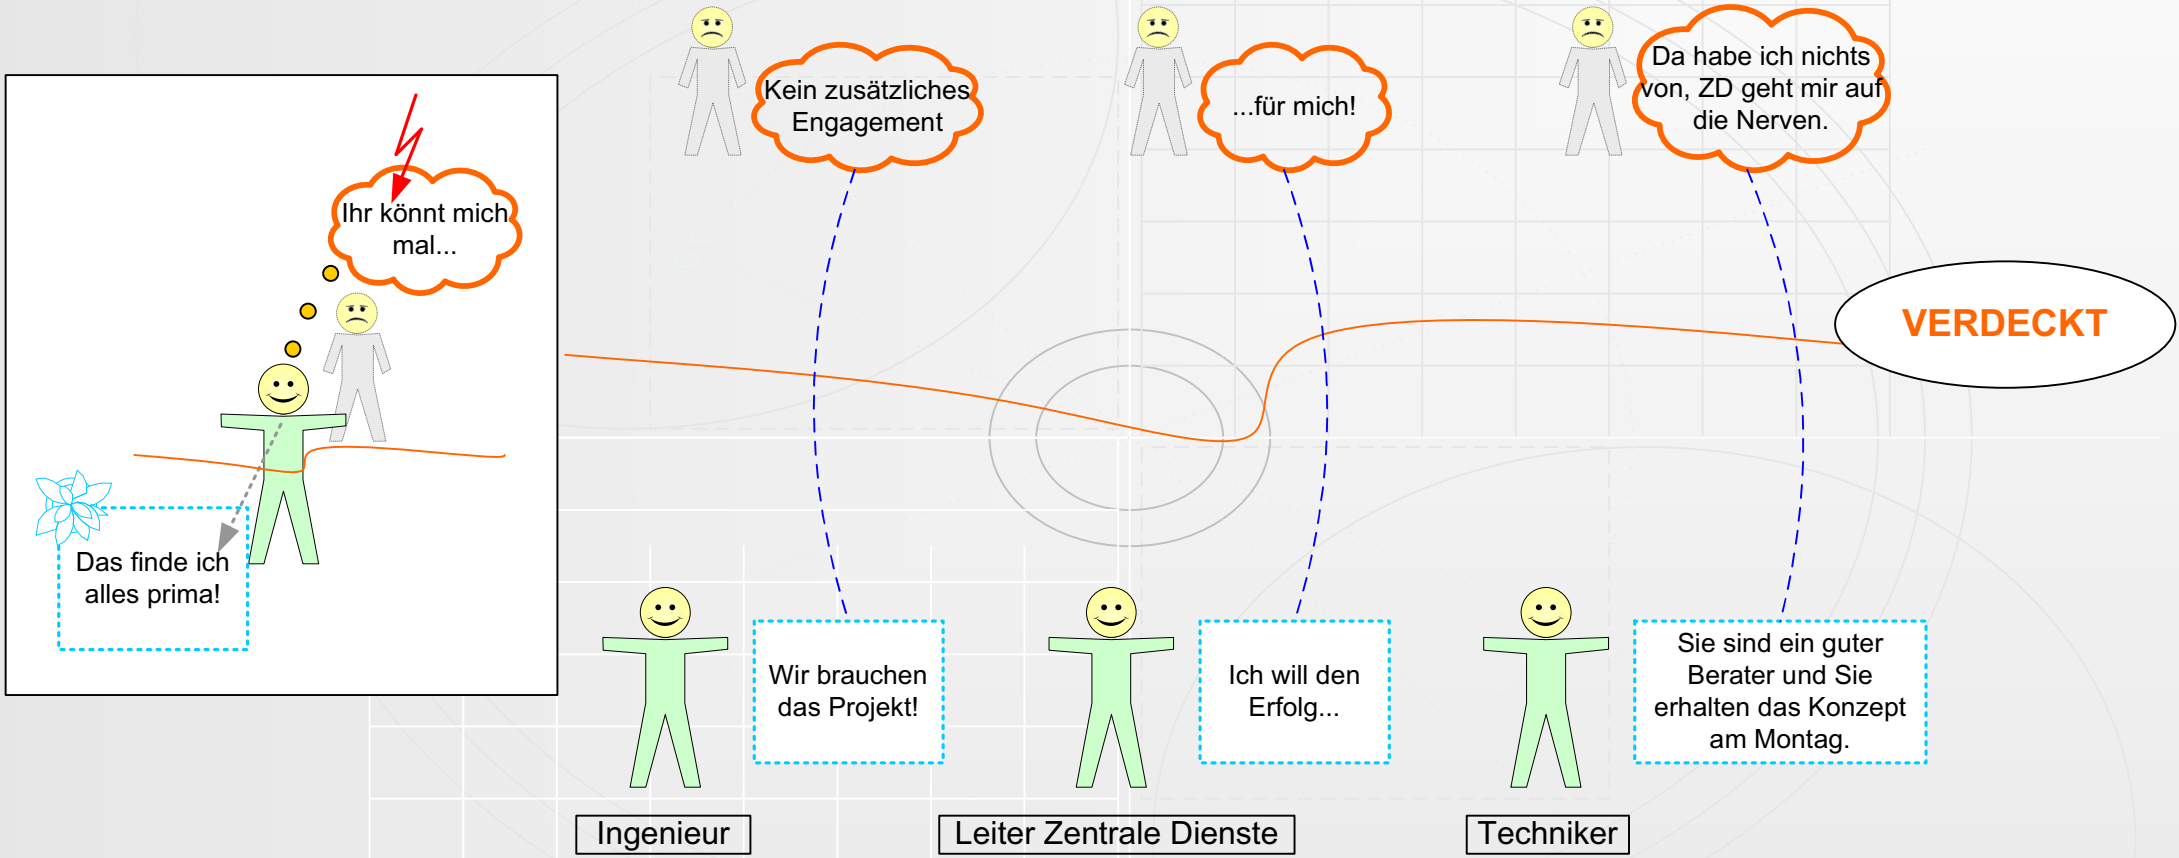 Kein zusätzliches
Engagement
...für mich!
Da habe ich nichts
von, ZD geht mir auf
die Nerven.
Ihr könnt mich
mal...
VERDECKT
Das finde ich
alles prima!
Wir brauchen
das Projekt!
Ich will den
Erfolg...
Sie sind ein guter
Berater und Sie
erhalten das Konzept
am Montag.
Ingenieur
Leiter Zentrale Dienste
Techniker